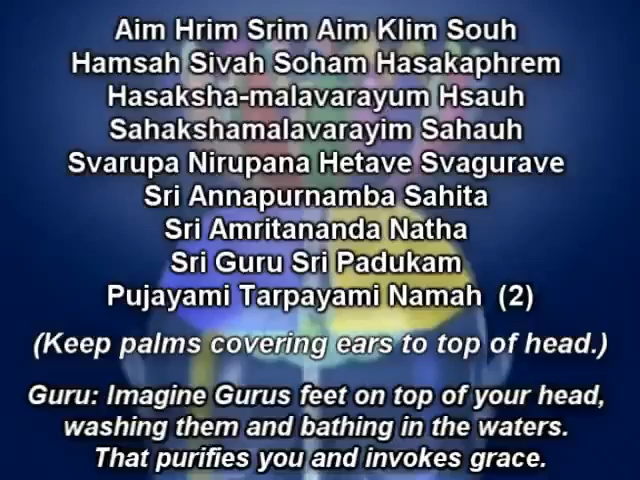 Aim Hrim Srim Aim Klim Souh
Hamsah Sivah Soham Hasakaphrem
Hasaksha-malavarayum Hsauh
Sahakshamalavarayim Sahauh
Svarupa Nirupana Hetave Svagurave
Sri Annapurnamba Sahita
Sri Amritananda Natha
Sri Guru Sri Padukam
Pujayami Tarpayami Namah (2)
(Keep palms covering ears to top of head.)
Guru: Imagine Gurus feet on top of your head,
washing them and bathing in the waters.
That purifies you and invokes grace.